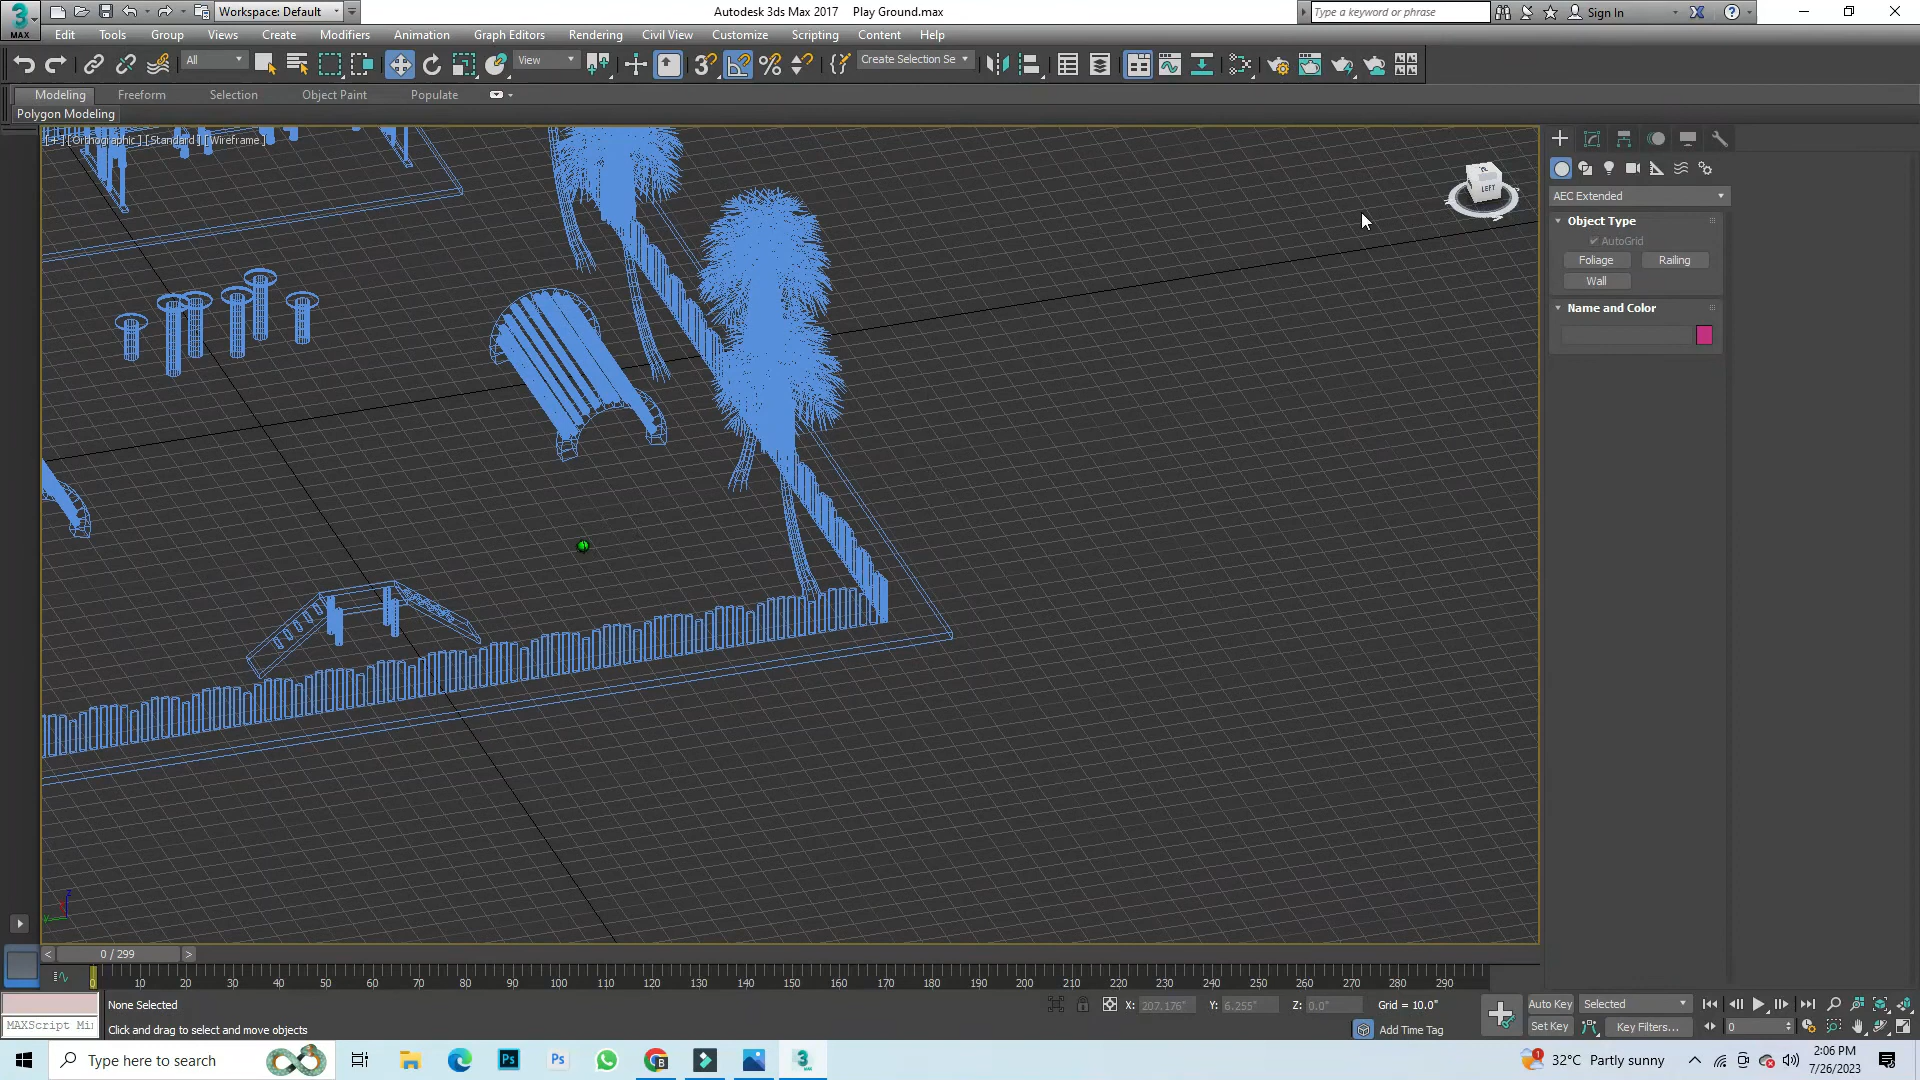 Workspace: Default
Autodesk 3ds Max 2017 Play Ground.max
Type a keyword or phrase
Sign In
MAX
Edit Tools Group Views Create Modifiers Animation Graph Editors Rendering Civil View Customize Scripting Content Help
All
View
Create Selection Se
Modeling Freeform Selection Object Paint Populate
Polygon Modeling
[+] [Orthographic] [Standard] [Wireframe]
LEFT
AEC Extended
Object Type
AutoGrid
Foliage Railing
Wall
Name and Color
0 / 299
0 10 20 30 40 50 60 70 80 90 100 110 120 130 140 150 160 170 180 190 200 210 220 230 240 250 260 270 280 290
None Selected
X: 207.176" Y: 6.255" Z: 0.0" Grid = 10.0"
Auto Key Selected
MAXScript Mi
Click and drag to select and move objects
Add Time Tag
Set Key Key Filters...
0
Type here to search
32°C Partly sunny
2:06 PM
7/26/2023